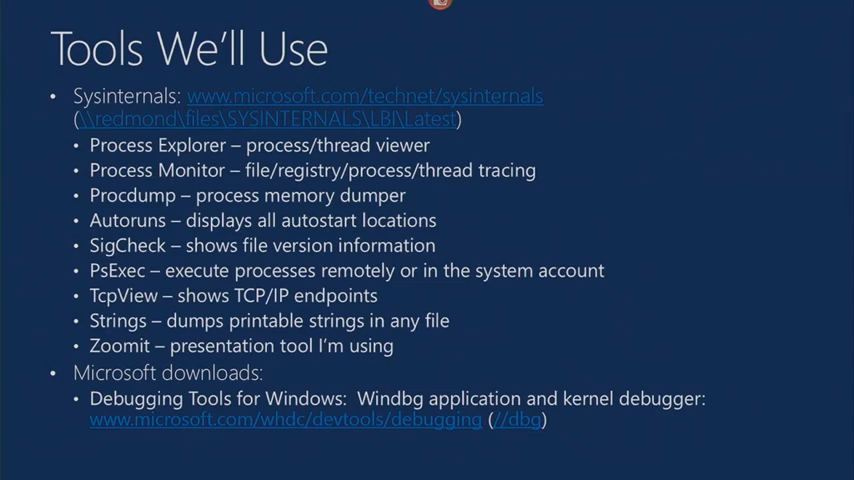 Tools We'll Use
• Sysinternals: www.microsoft.com/technet/sysinternals
(\\redmond\files\SYSINTERNALS\LBI\Latest)
• Process Explorer – process/thread viewer
• Process Monitor – file/registry/process/thread tracing
• Procdump – process memory dumper
• Autoruns – displays all autostart locations
• SigCheck – shows file version information
• PsExec – execute processes remotely or in the system account
• TcpView – shows TCP/IP endpoints
• Strings – dumps printable strings in any file
• Zoomit – presentation tool I'm using
• Microsoft downloads:
• Debugging Tools for Windows: Windbg application and kernel debugger:
www.microsoft.com/whdc/devtools/debugging (//dbg)